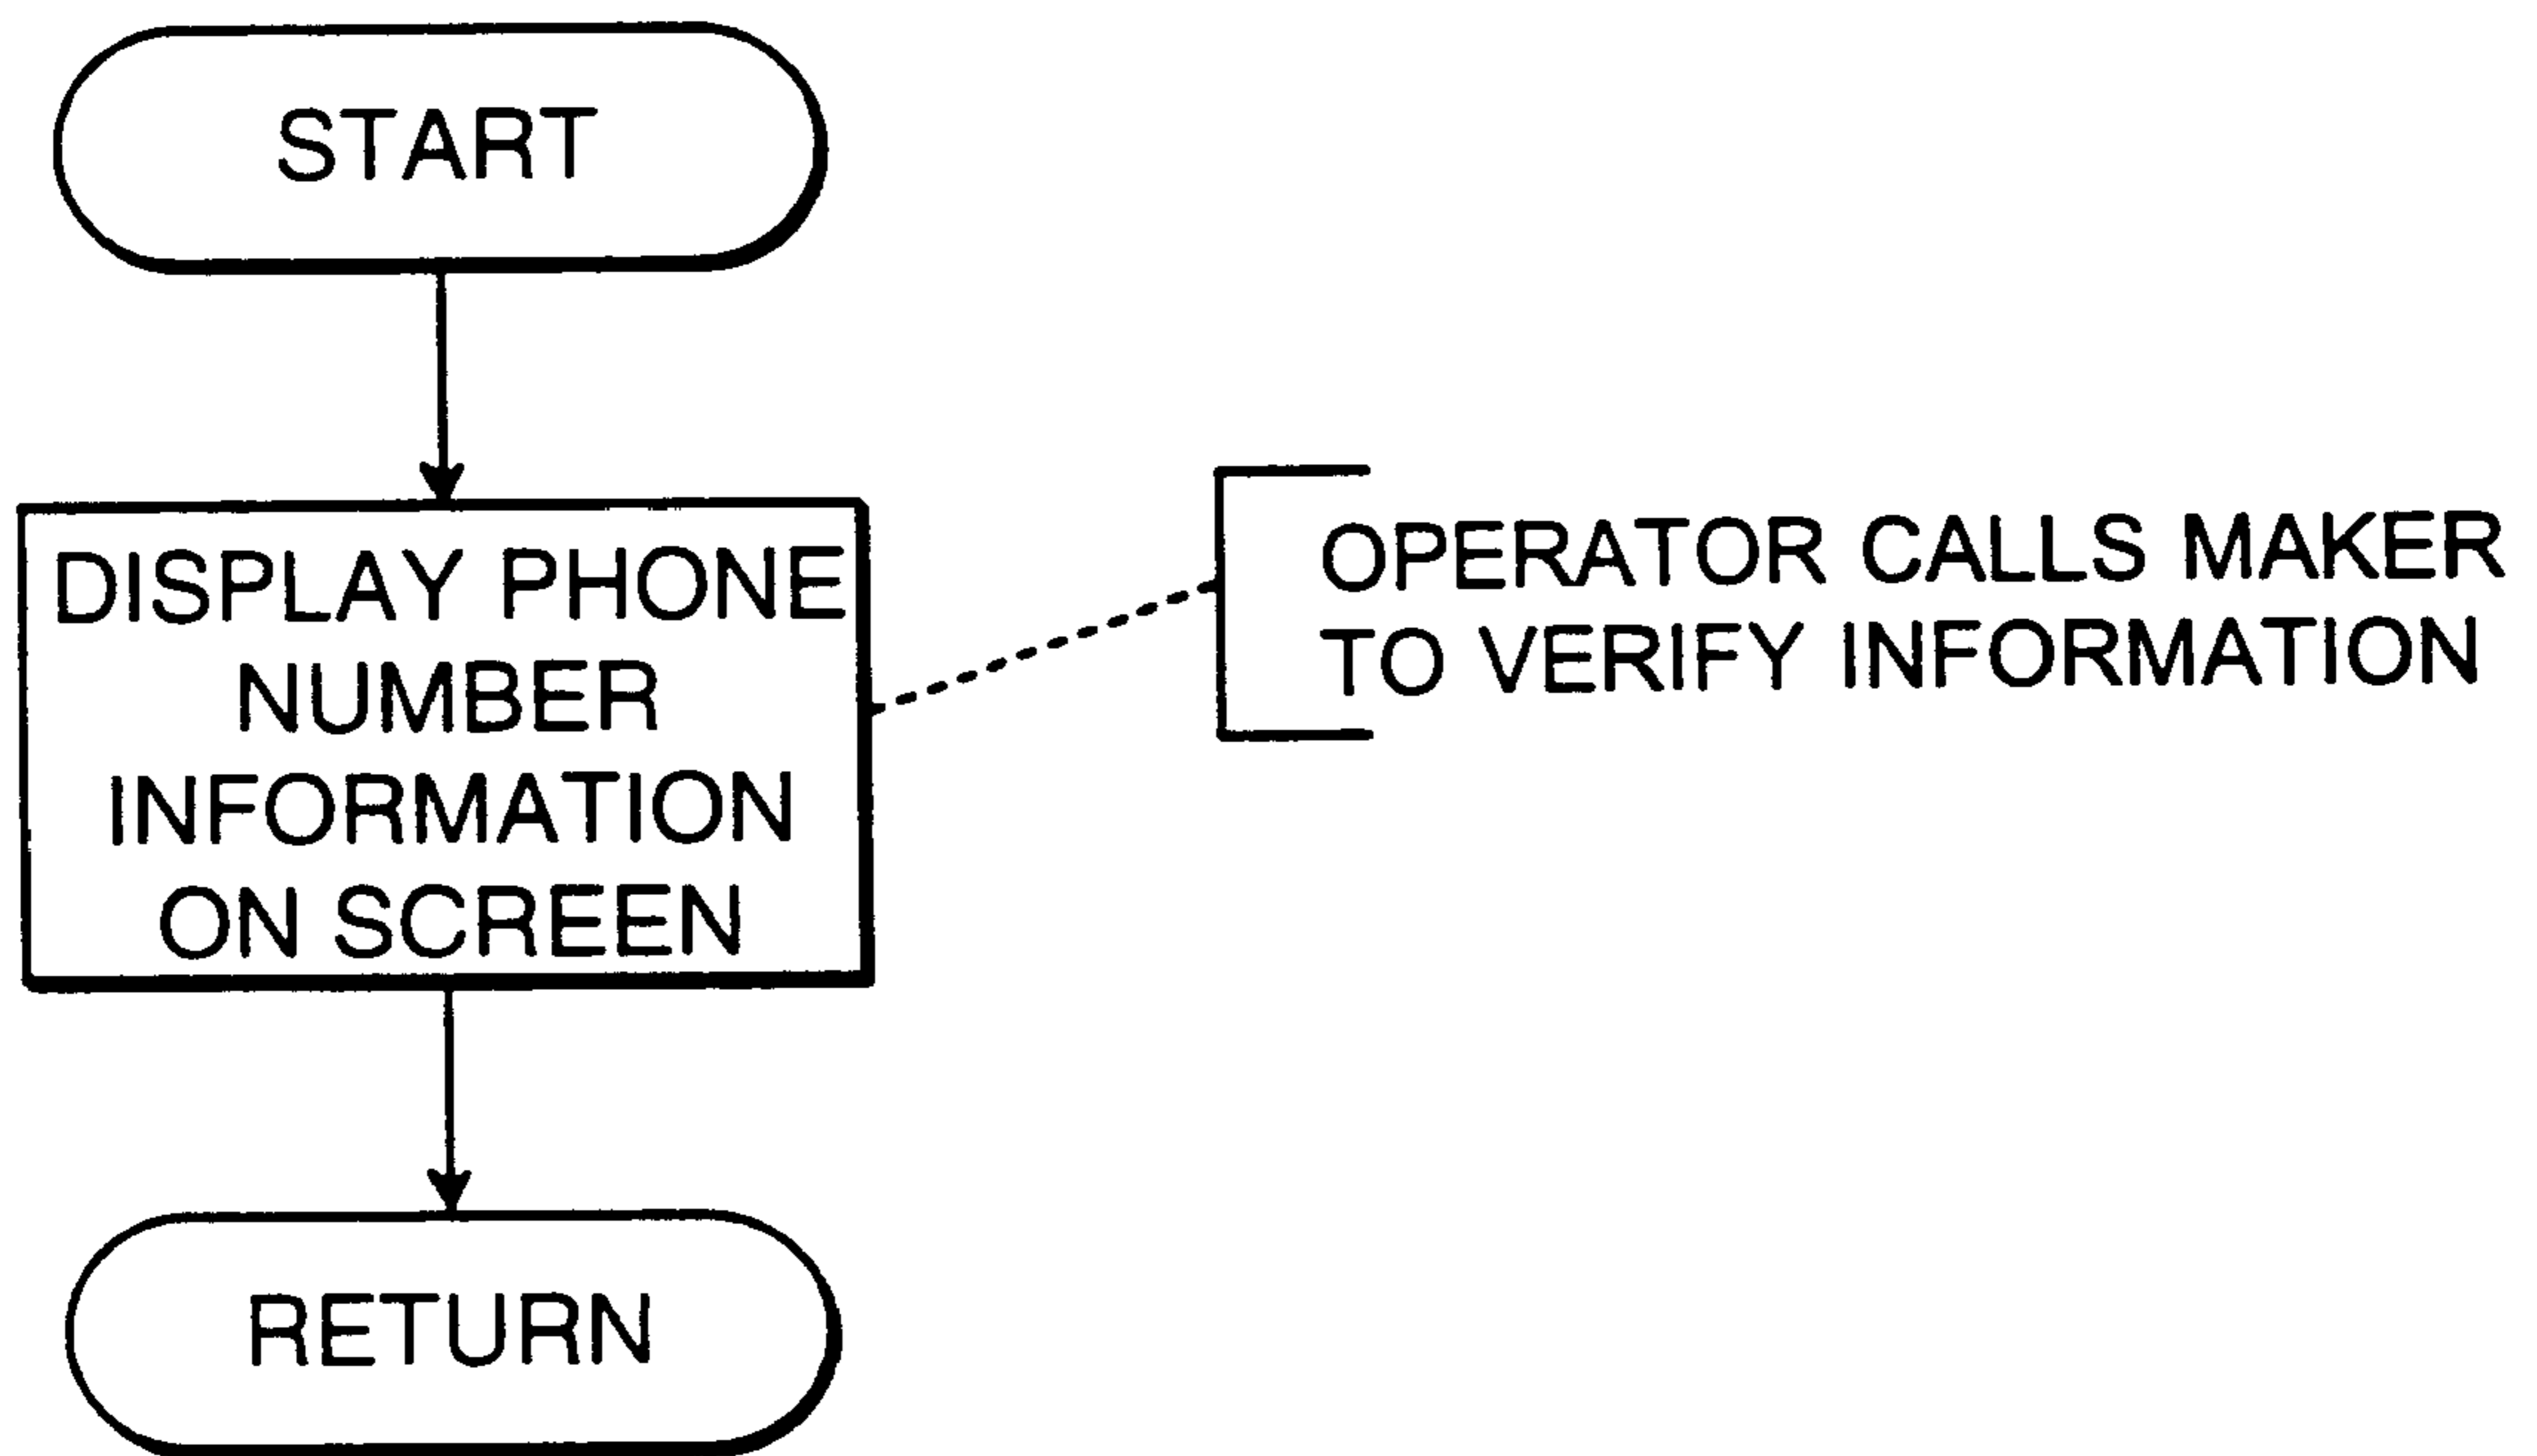 START
DISPLAY PHONE
NUMBER
INFORMATION
ON SCREEN
OPERATOR CALLS MAKER
TO VERIFY INFORMATION
RETURN